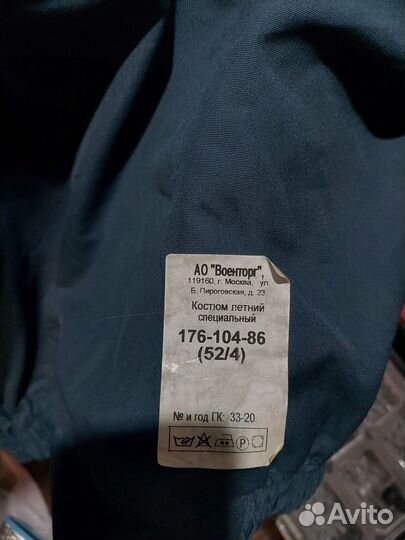 АО "Военторг",
119160, г. Москва, ул.
Б. Пироговская, д. 23
Костюм летний
специальный
176-104-86
(52/4)
№ и год ГК: 33-20
P
Avito